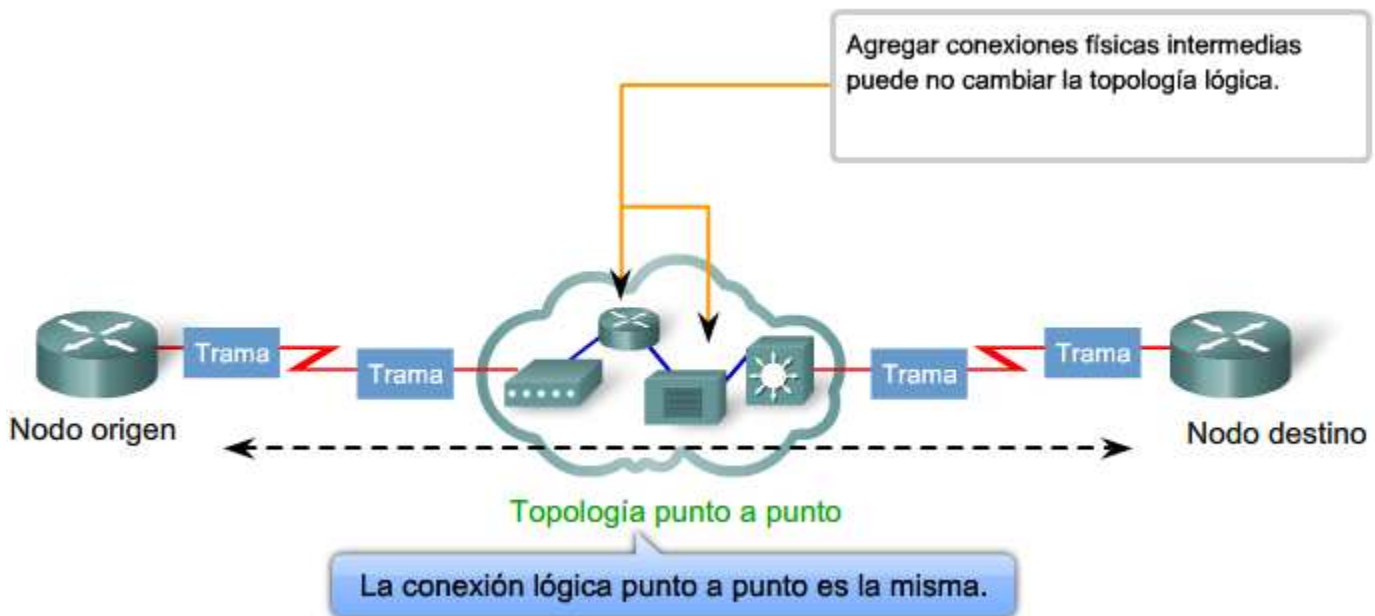 Agregar conexiones físicas intermedias
puede no cambiar la topología lógica.
Trama
Trama
Trama
Trama
Nodo origen
Nodo destino
Topología punto a punto
La conexión lógica punto a punto es la misma.